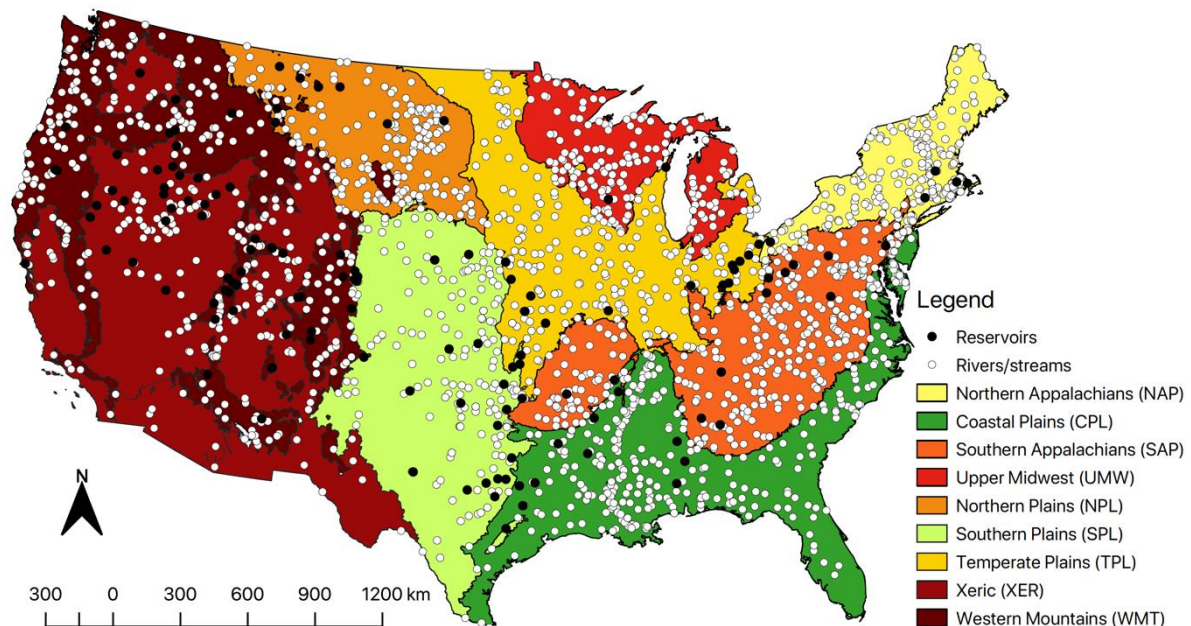 N
300 0 300 600 900 1200 km
Legend
Reservoirs
Rivers/streams
Northern Appalachians (NAP)
Coastal Plains (CPL)
Southern Appalachians (SAP)
Upper Midwest (UMW)
Northern Plains (NPL)
Southern Plains (SPL)
Temperate Plains (TPL)
Xeric (XER)
Western Mountains (WMT)